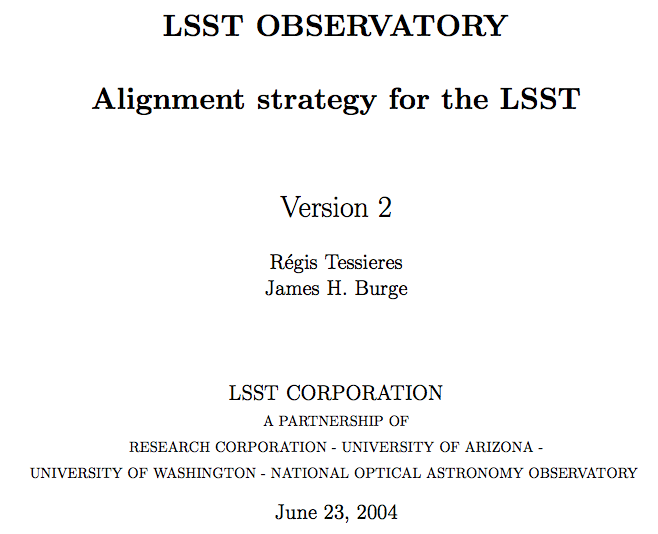 LSST OBSERVATORY
Alignment strategy for the LSST
Version 2
Régis Tessieres
James H. Burge
LSST CORPORATION
A PARTNERSHIP OF
RESEARCH CORPORATION - UNIVERSITY OF ARIZONA -
UNIVERSITY OF WASHINGTON - NATIONAL OPTICAL ASTRONOMY OBSERVATORY
June 23, 2004